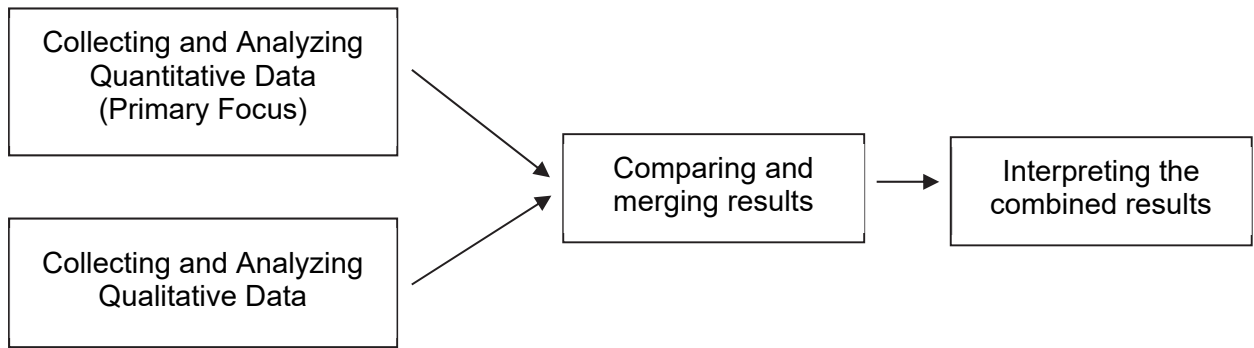 Collecting and Analyzing
Quantitative Data
(Primary Focus)
Collecting and Analyzing
Qualitative Data
Comparing and
merging results
Interpreting the
combined results